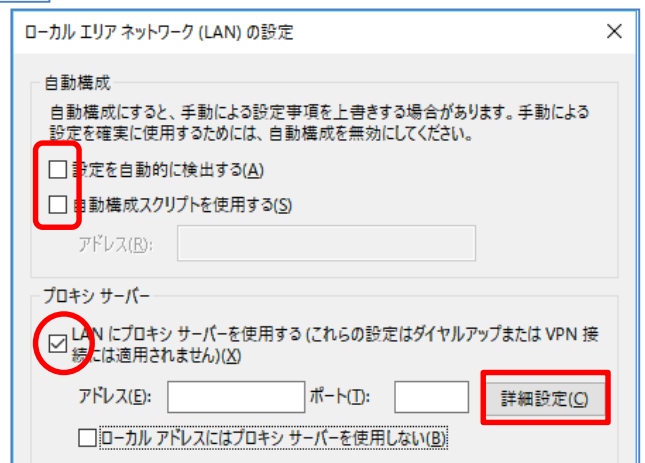 ローカル エリア ネットワーク (LAN) の設定
自動構成
自動構成にすると、手動による設定事項を上書きする場合があります。手動による
設定を確実に使用するためには、自動構成を無効にしてください。
設定を自動的に検出する(A)
自動構成スクリプトを使用する(S)
アドレス(R):
プロキシ サーバー
LAN にプロキシ サーバーを使用する (これらの設定はダイヤルアップまたは VPN 接
続には適用されません)(X)
アドレス(E): ポート(T): 詳細設定(C)
ローカル アドレスにはプロキシ サーバーを使用しない(B)